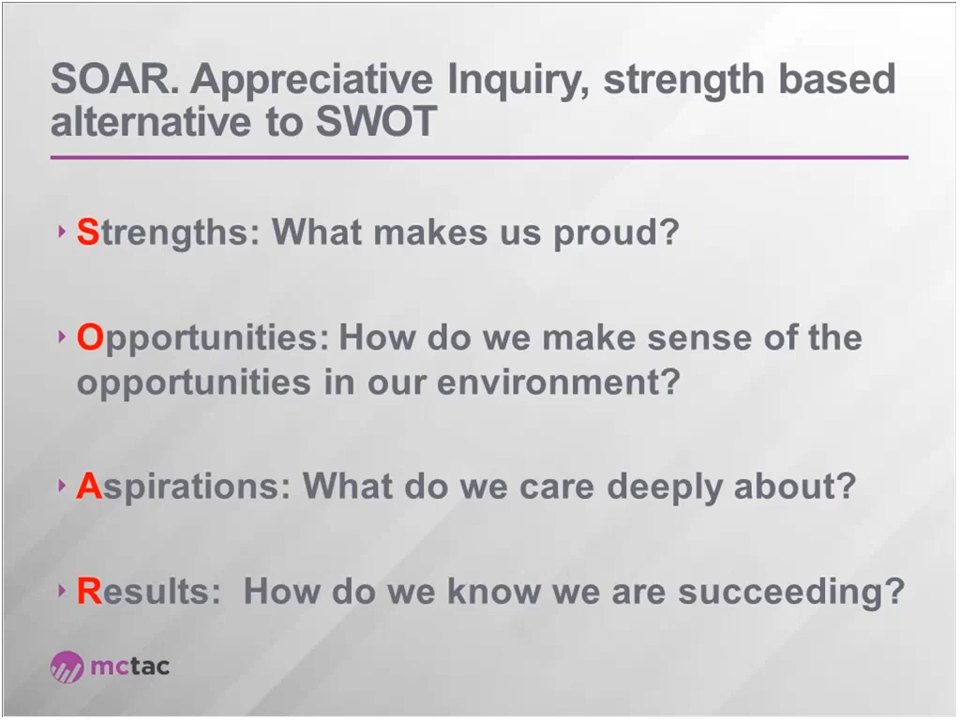 SOAR. Appreciative Inquiry, strength based
alternative to SWOT
Strengths: What makes us proud?
Opportunities: How do we make sense of the
opportunities in our environment?
Aspirations: What do we care deeply about?
Results:  How do we know we are succeeding?
mctac